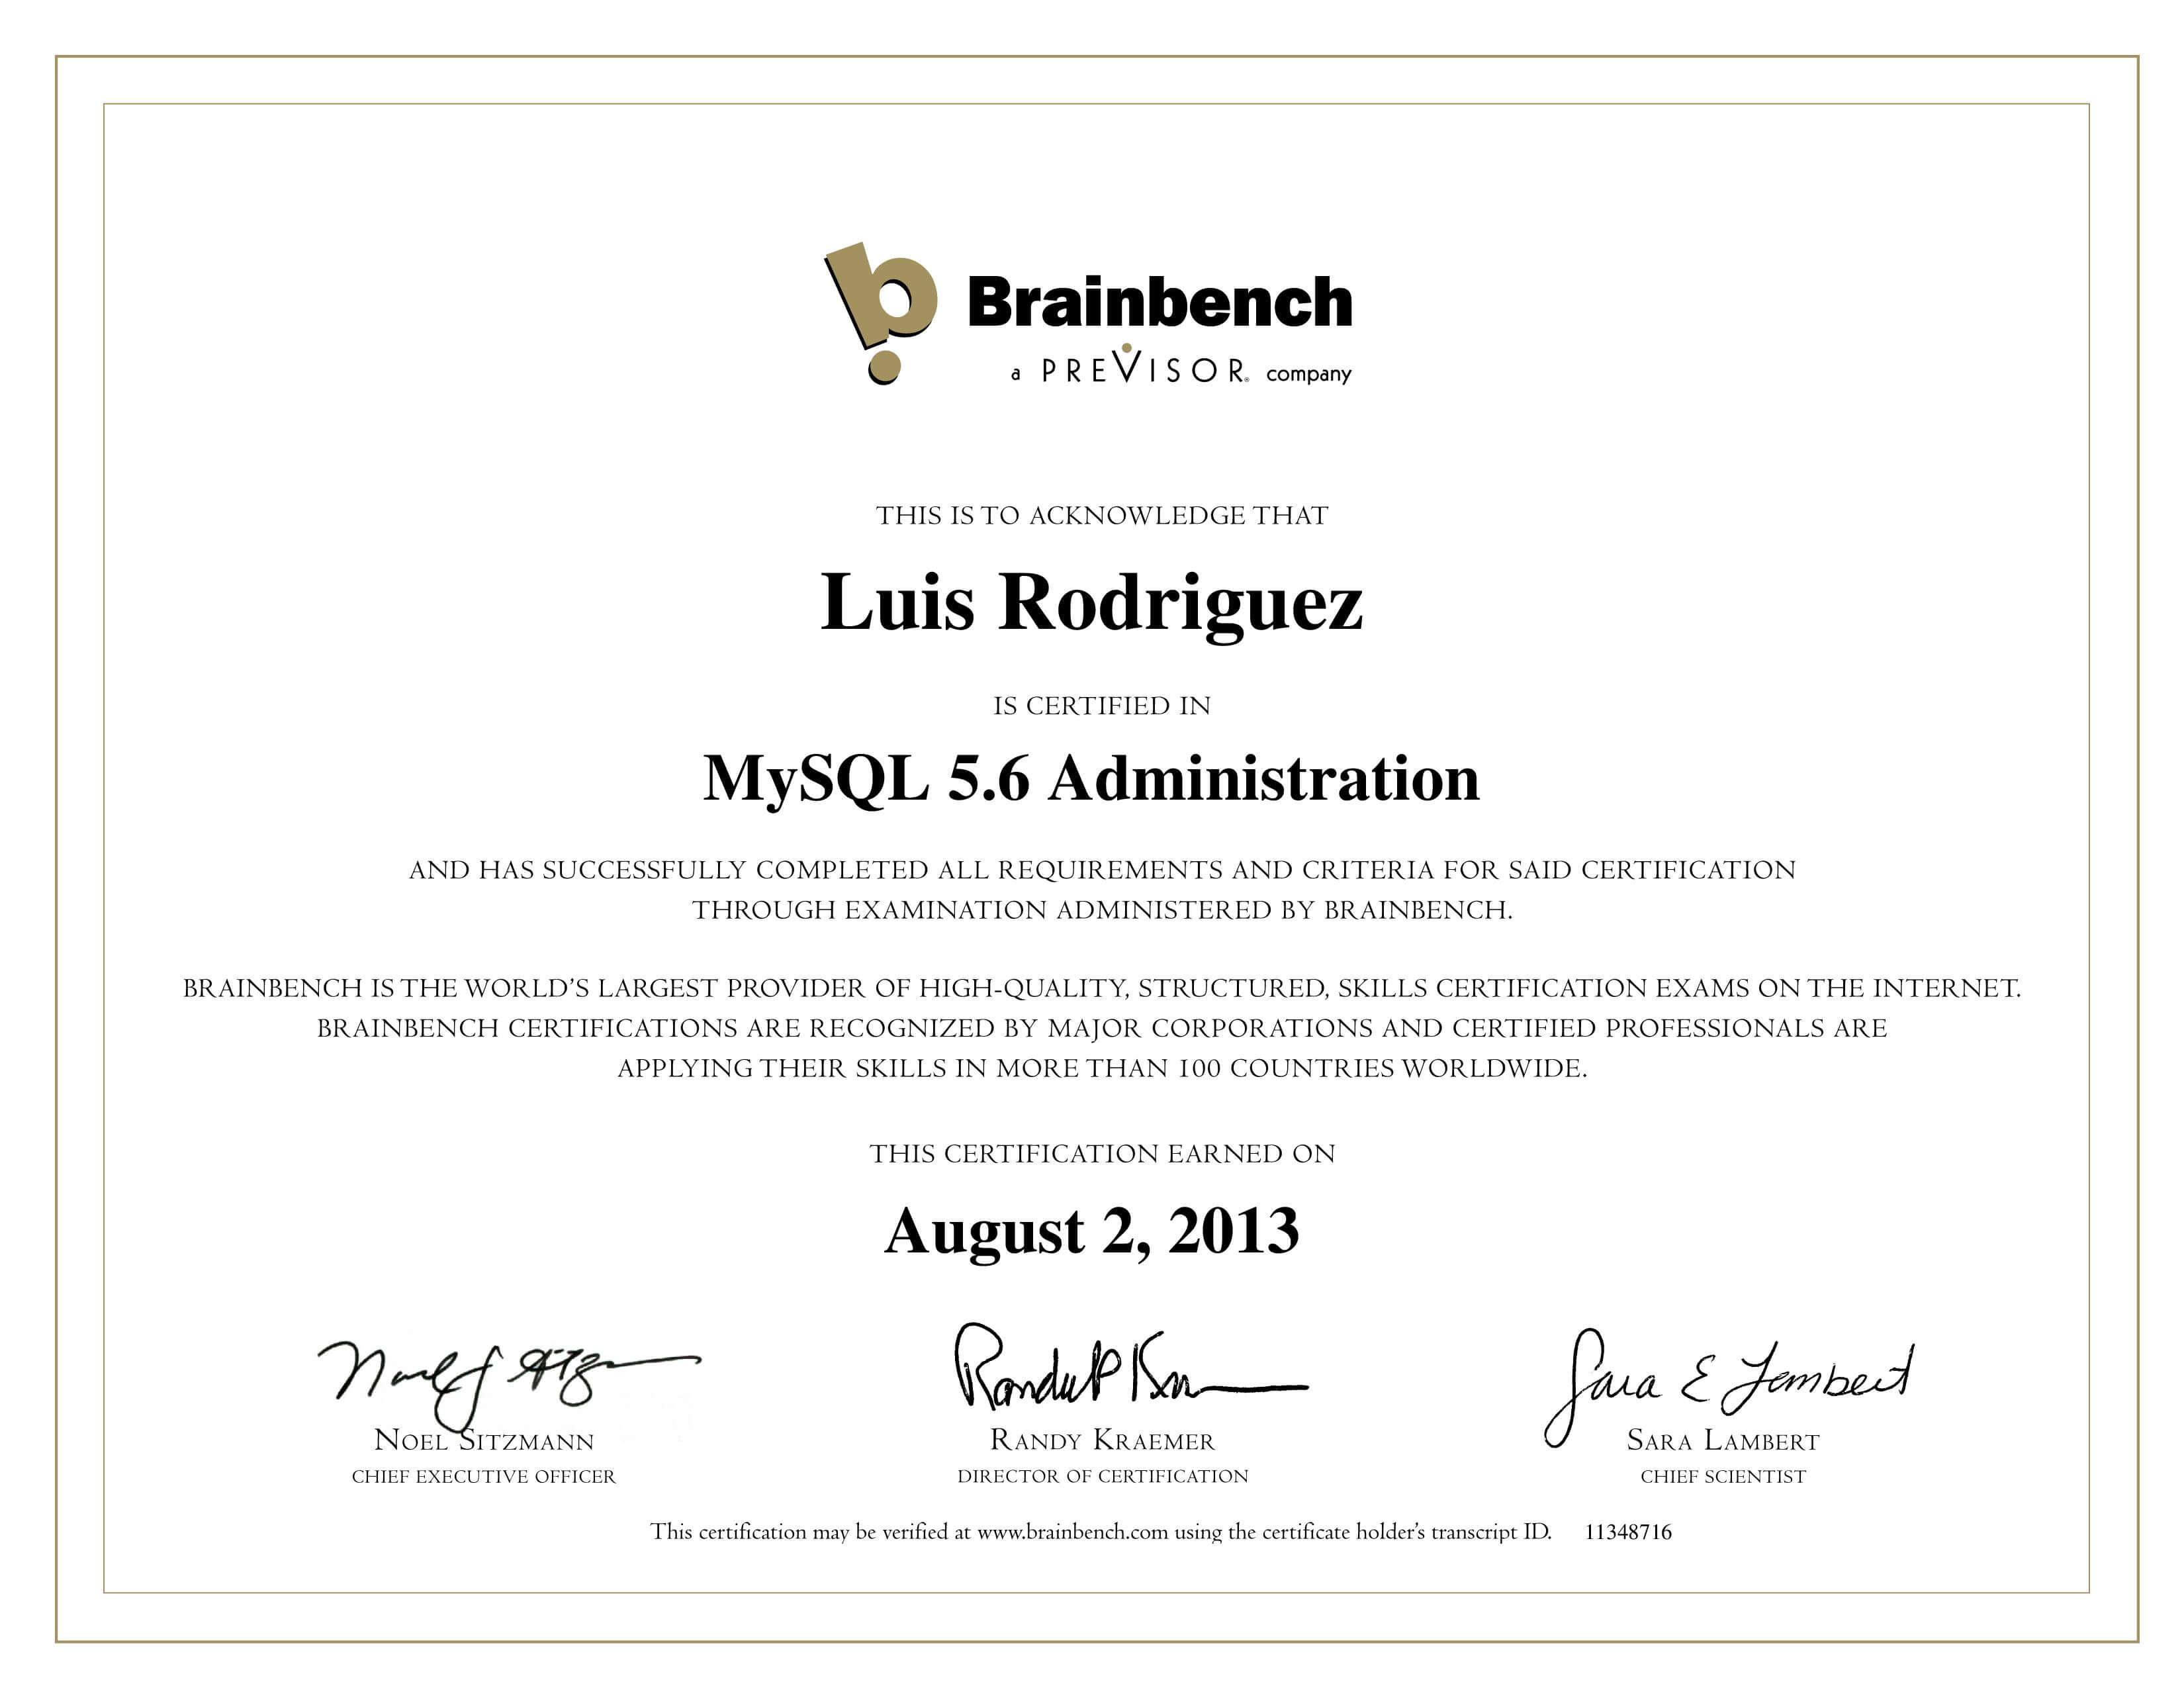 Brainbench
a PREVISOR® company
THIS IS TO ACKNOWLEDGE THAT
Luis Rodriguez
IS CERTIFIED IN
MySQL 5.6 Administration
AND HAS SUCCESSFULLY COMPLETED ALL REQUIREMENTS AND CRITERIA FOR SAID CERTIFICATION
THROUGH EXAMINATION ADMINISTERED BY BRAINBENCH.
BRAINBENCH IS THE WORLD'S LARGEST PROVIDER OF HIGH-QUALITY, STRUCTURED, SKILLS CERTIFICATION EXAMS ON THE INTERNET.
BRAINBENCH CERTIFICATIONS ARE RECOGNIZED BY MAJOR CORPORATIONS AND CERTIFIED PROFESSIONALS ARE
APPLYING THEIR SKILLS IN MORE THAN 100 COUNTRIES WORLDWIDE.
THIS CERTIFICATION EARNED ON
August 2, 2013
Sara E Lambert
NOEL SITZMANN
CHIEF EXECUTIVE OFFICER
RANDY KRAEMER
DIRECTOR OF CERTIFICATION
SARA LAMBERT
CHIEF SCIENTIST
This certification may be verified at www.brainbench.com using the certificate holder's transcript ID. 11348716